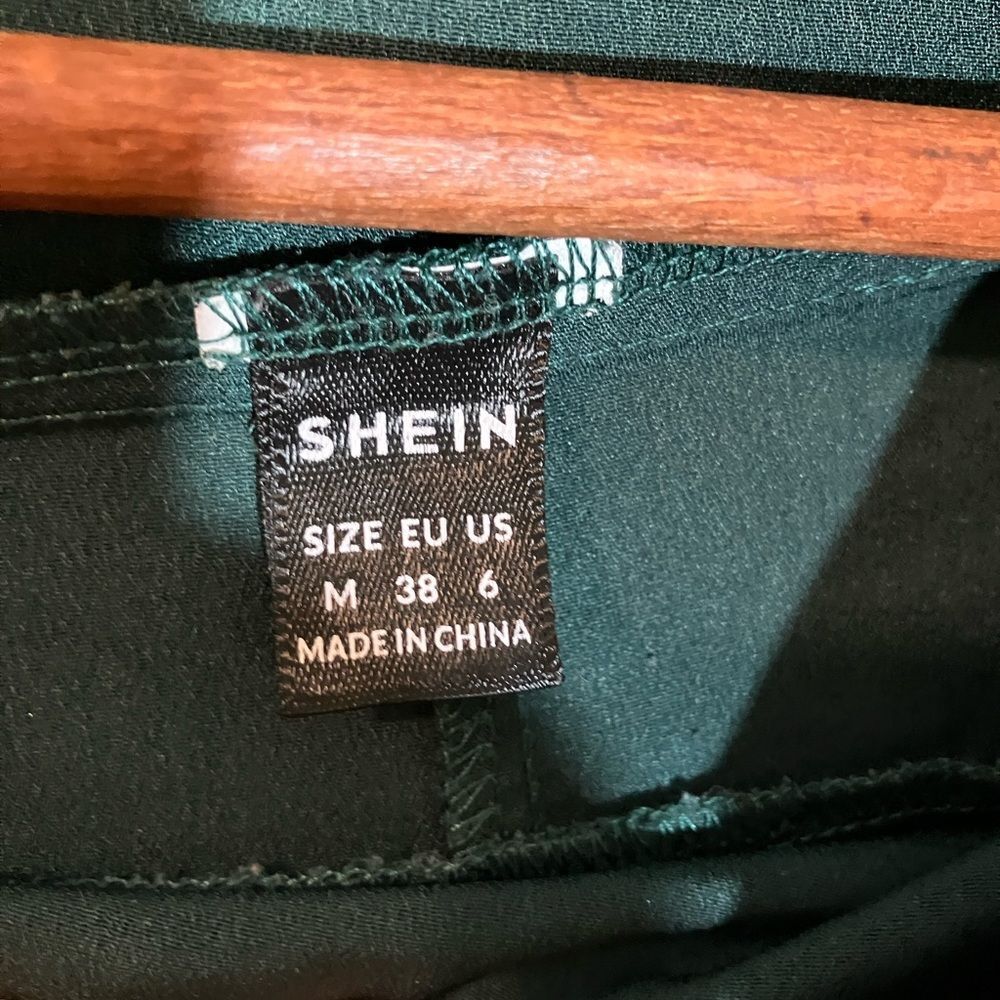 SHEIN
SIZE EU US
M 38 6
MADE IN CHINA